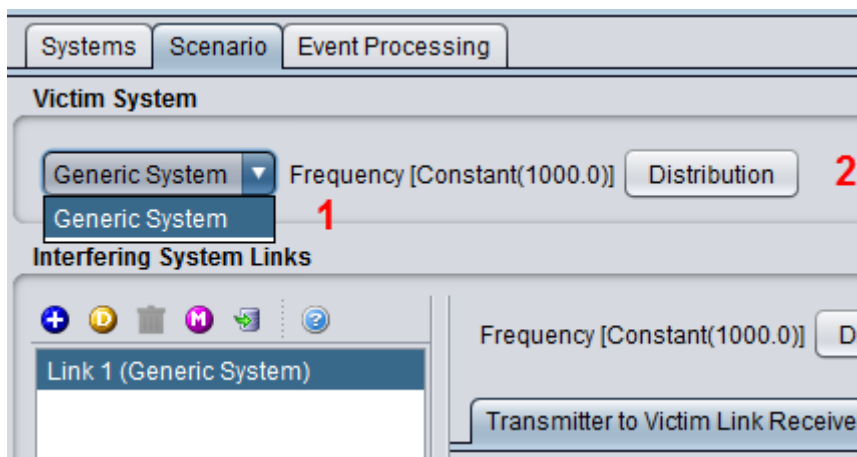 Systems Scenario Event Processing
Victim System
Generic System Frequency [Constant(1000.0)] Distribution 2
Generic System 1
Interfering System Links
D M ?
Frequency [Constant(1000.0)] D
Link 1 (Generic System)
Transmitter to Victim Link Receive